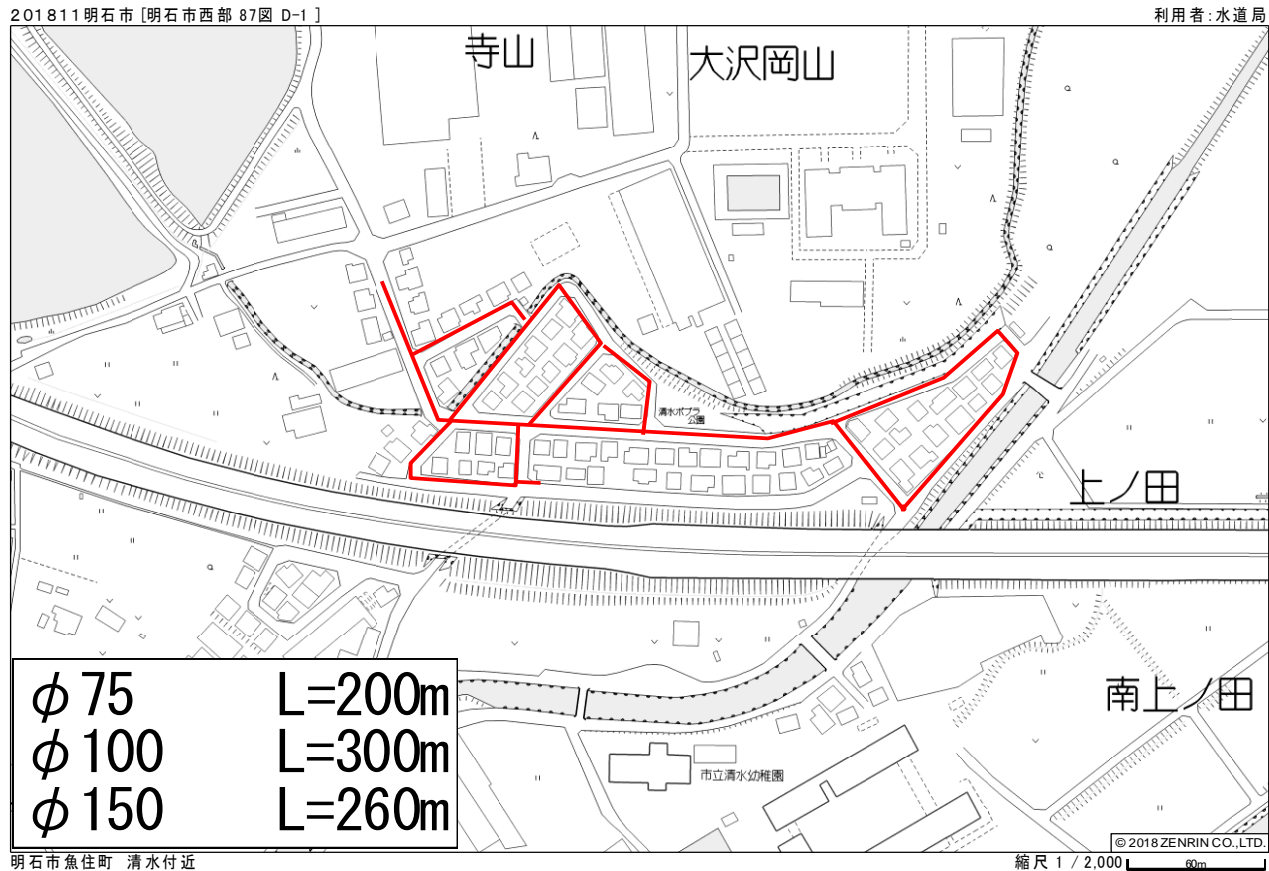 201811明石市 [明石市西部 87図 D-1 ]
利用者:水道局
寺山
大沢岡山
清水ポプラ
公園
上ノ田
南上ノ田
φ75 L=200m
φ100 L=300m
φ150 L=260m
市立清水幼稚園
© 2018 ZENRIN CO.,LTD.
明石市魚住町 清水付近
縮尺 1 / 2,000
60m